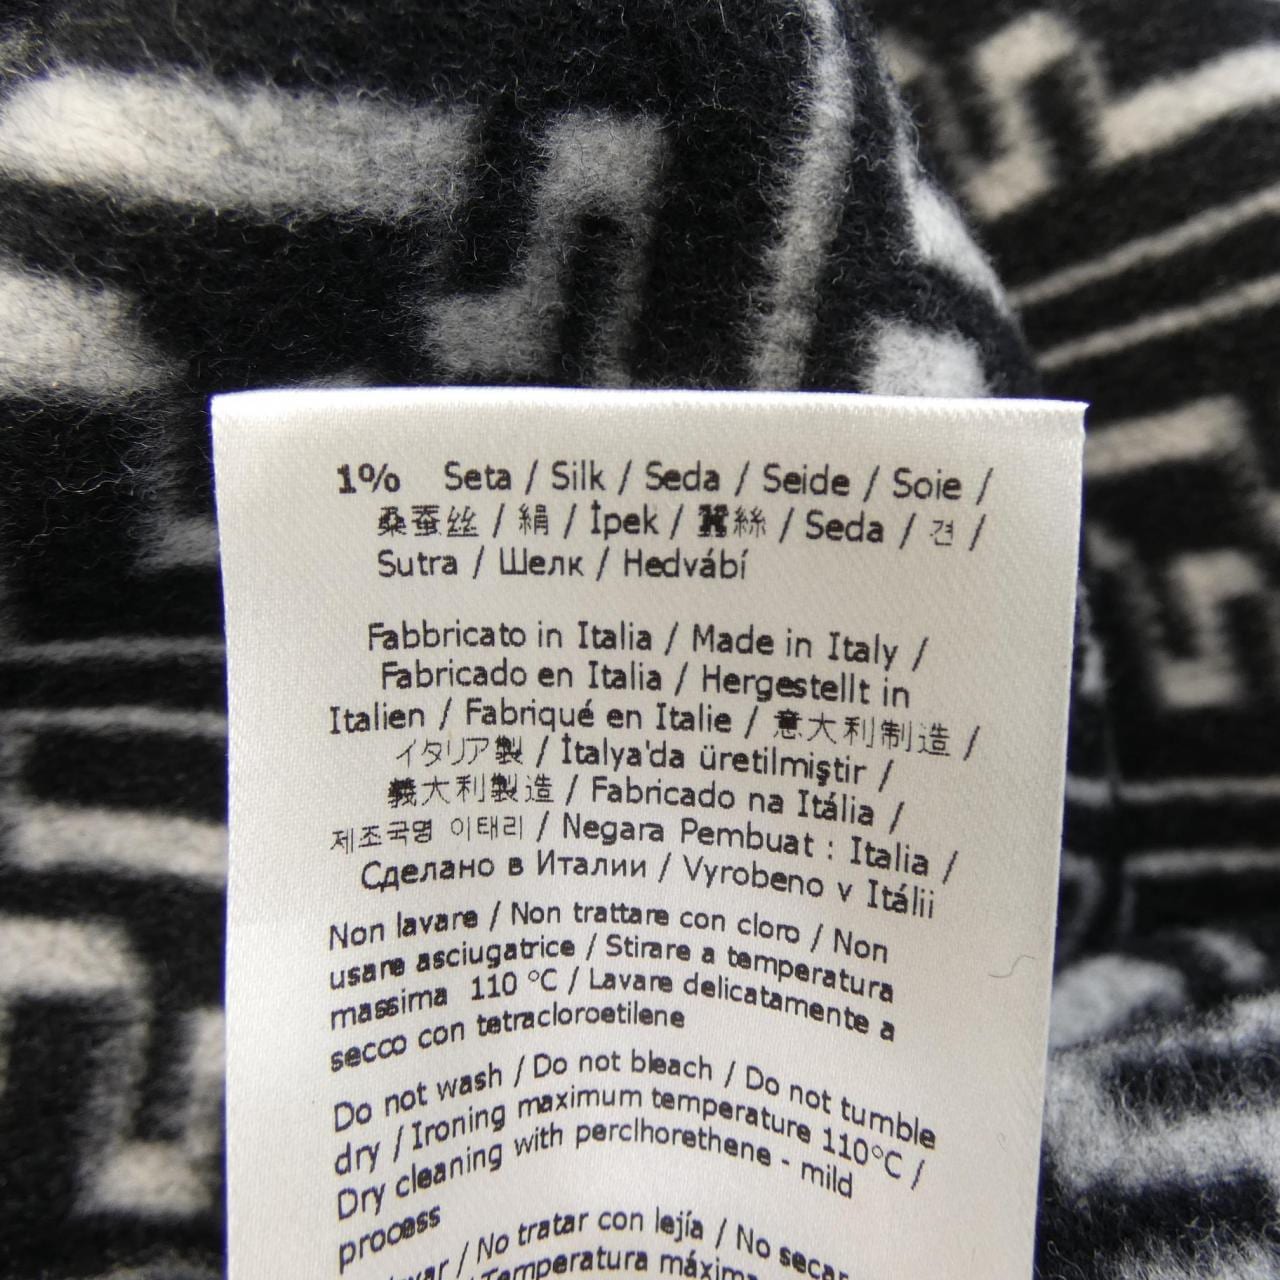 1% Seta / Silk / Seda / Seide / Soie /
桑蚕丝 / 絹 / İpek / 蠶絲 / Seda / 견 /
Sutra / Шелк / Hedvábí
Fabbricato in Italia / Made in Italy /
Fabricado en Italia / Hergestellt in
Italien / Fabriqué en Italie / 意大利制造 /
イタリア製 / İtalya'da üretilmiştir /
義大利製造 / Fabricado na Itália /
제조국명 이태리 / Negara Pembuat : Italia /
Сделано в Италии / Vyrobeno v Itálii
Non lavare / Non trattare con cloro / Non
usare asciugatrice / Stirare a temperatura
massima 110 °C / Lavare delicatamente a
secco con tetracloroetilene
Do not wash / Do not bleach / Do not tumble
dry / Ironing maximum temperature 110°C /
Dry cleaning with perclhorethene - mild
process
/ No tratar con lejía / No secar
Temperatura